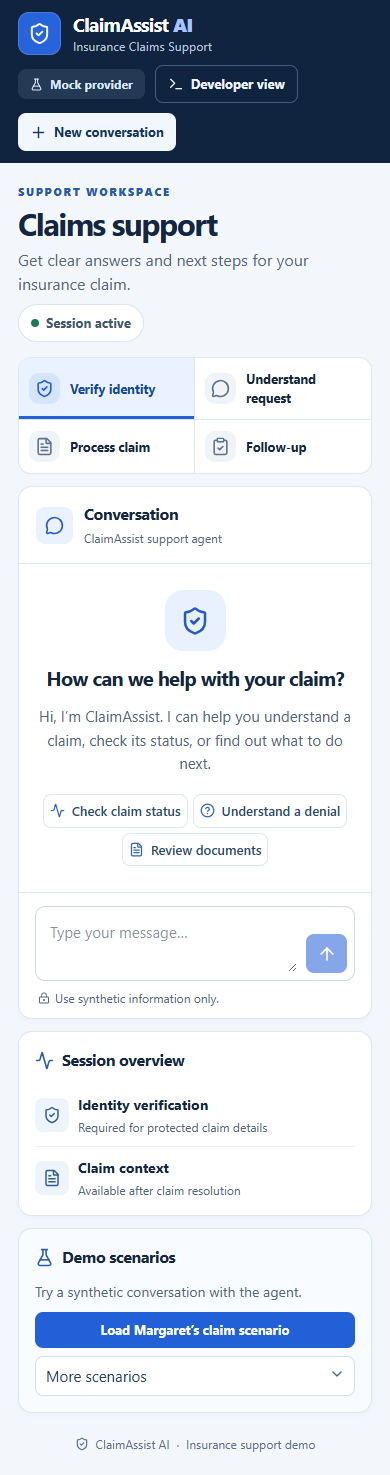 ClaimAssist AI
Insurance Claims Support
Mock provider
Developer view
New conversation
SUPPORT WORKSPACE
Claims support
Get clear answers and next steps for your
insurance claim.
Session active
Verify identity
Understand
request
Process claim
Follow-up
Conversation
ClaimAssist support agent
How can we help with your claim?
Hi, I’m ClaimAssist. I can help you understand a
claim, check its status, or find out what to do
next.
Check claim status
Understand a denial
Review documents
Type your message...
Use synthetic information only.
Session overview
Identity verification
Required for protected claim details
Claim context
Available after claim resolution
Demo scenarios
Try a synthetic conversation with the agent.
Load Margaret’s claim scenario
More scenarios
ClaimAssist AI · Insurance support demo